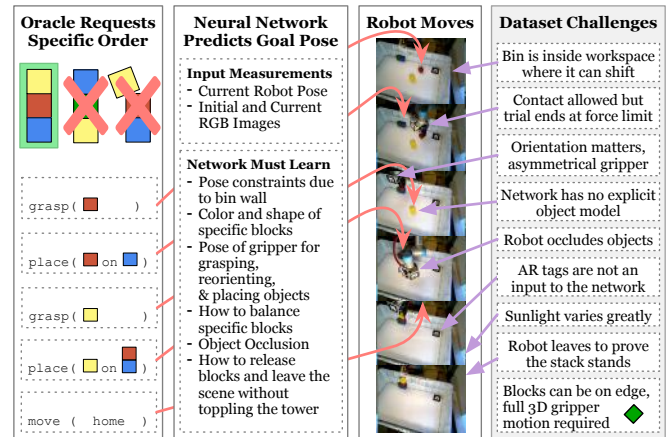 Oracle Requests
Specific Order
grasp( )
place( on )
grasp( )
place( on )
move ( home )
Neural Network
Predicts Goal Pose
Input Measurements
- Current Robot Pose
- Initial and Current
RGB Images
Network Must Learn
- Pose constraints due
to bin wall
- Color and shape of
specific blocks
- Pose of gripper for
grasping,
reorienting,
& placing objects
- How to balance
specific blocks
- Object Occlusion
- How to release
blocks and leave the
scene without
toppling the tower
Robot Moves
Dataset Challenges
Bin is inside workspace
where it can shift
Contact allowed but
trial ends at force limit
Orientation matters,
asymmetrical gripper
Network has no explicit
object model
Robot occludes objects
AR tags are not an
input to the network
Sunlight varies greatly
Robot leaves to prove
the stack stands
Blocks can be on edge,
full 3D gripper
motion required